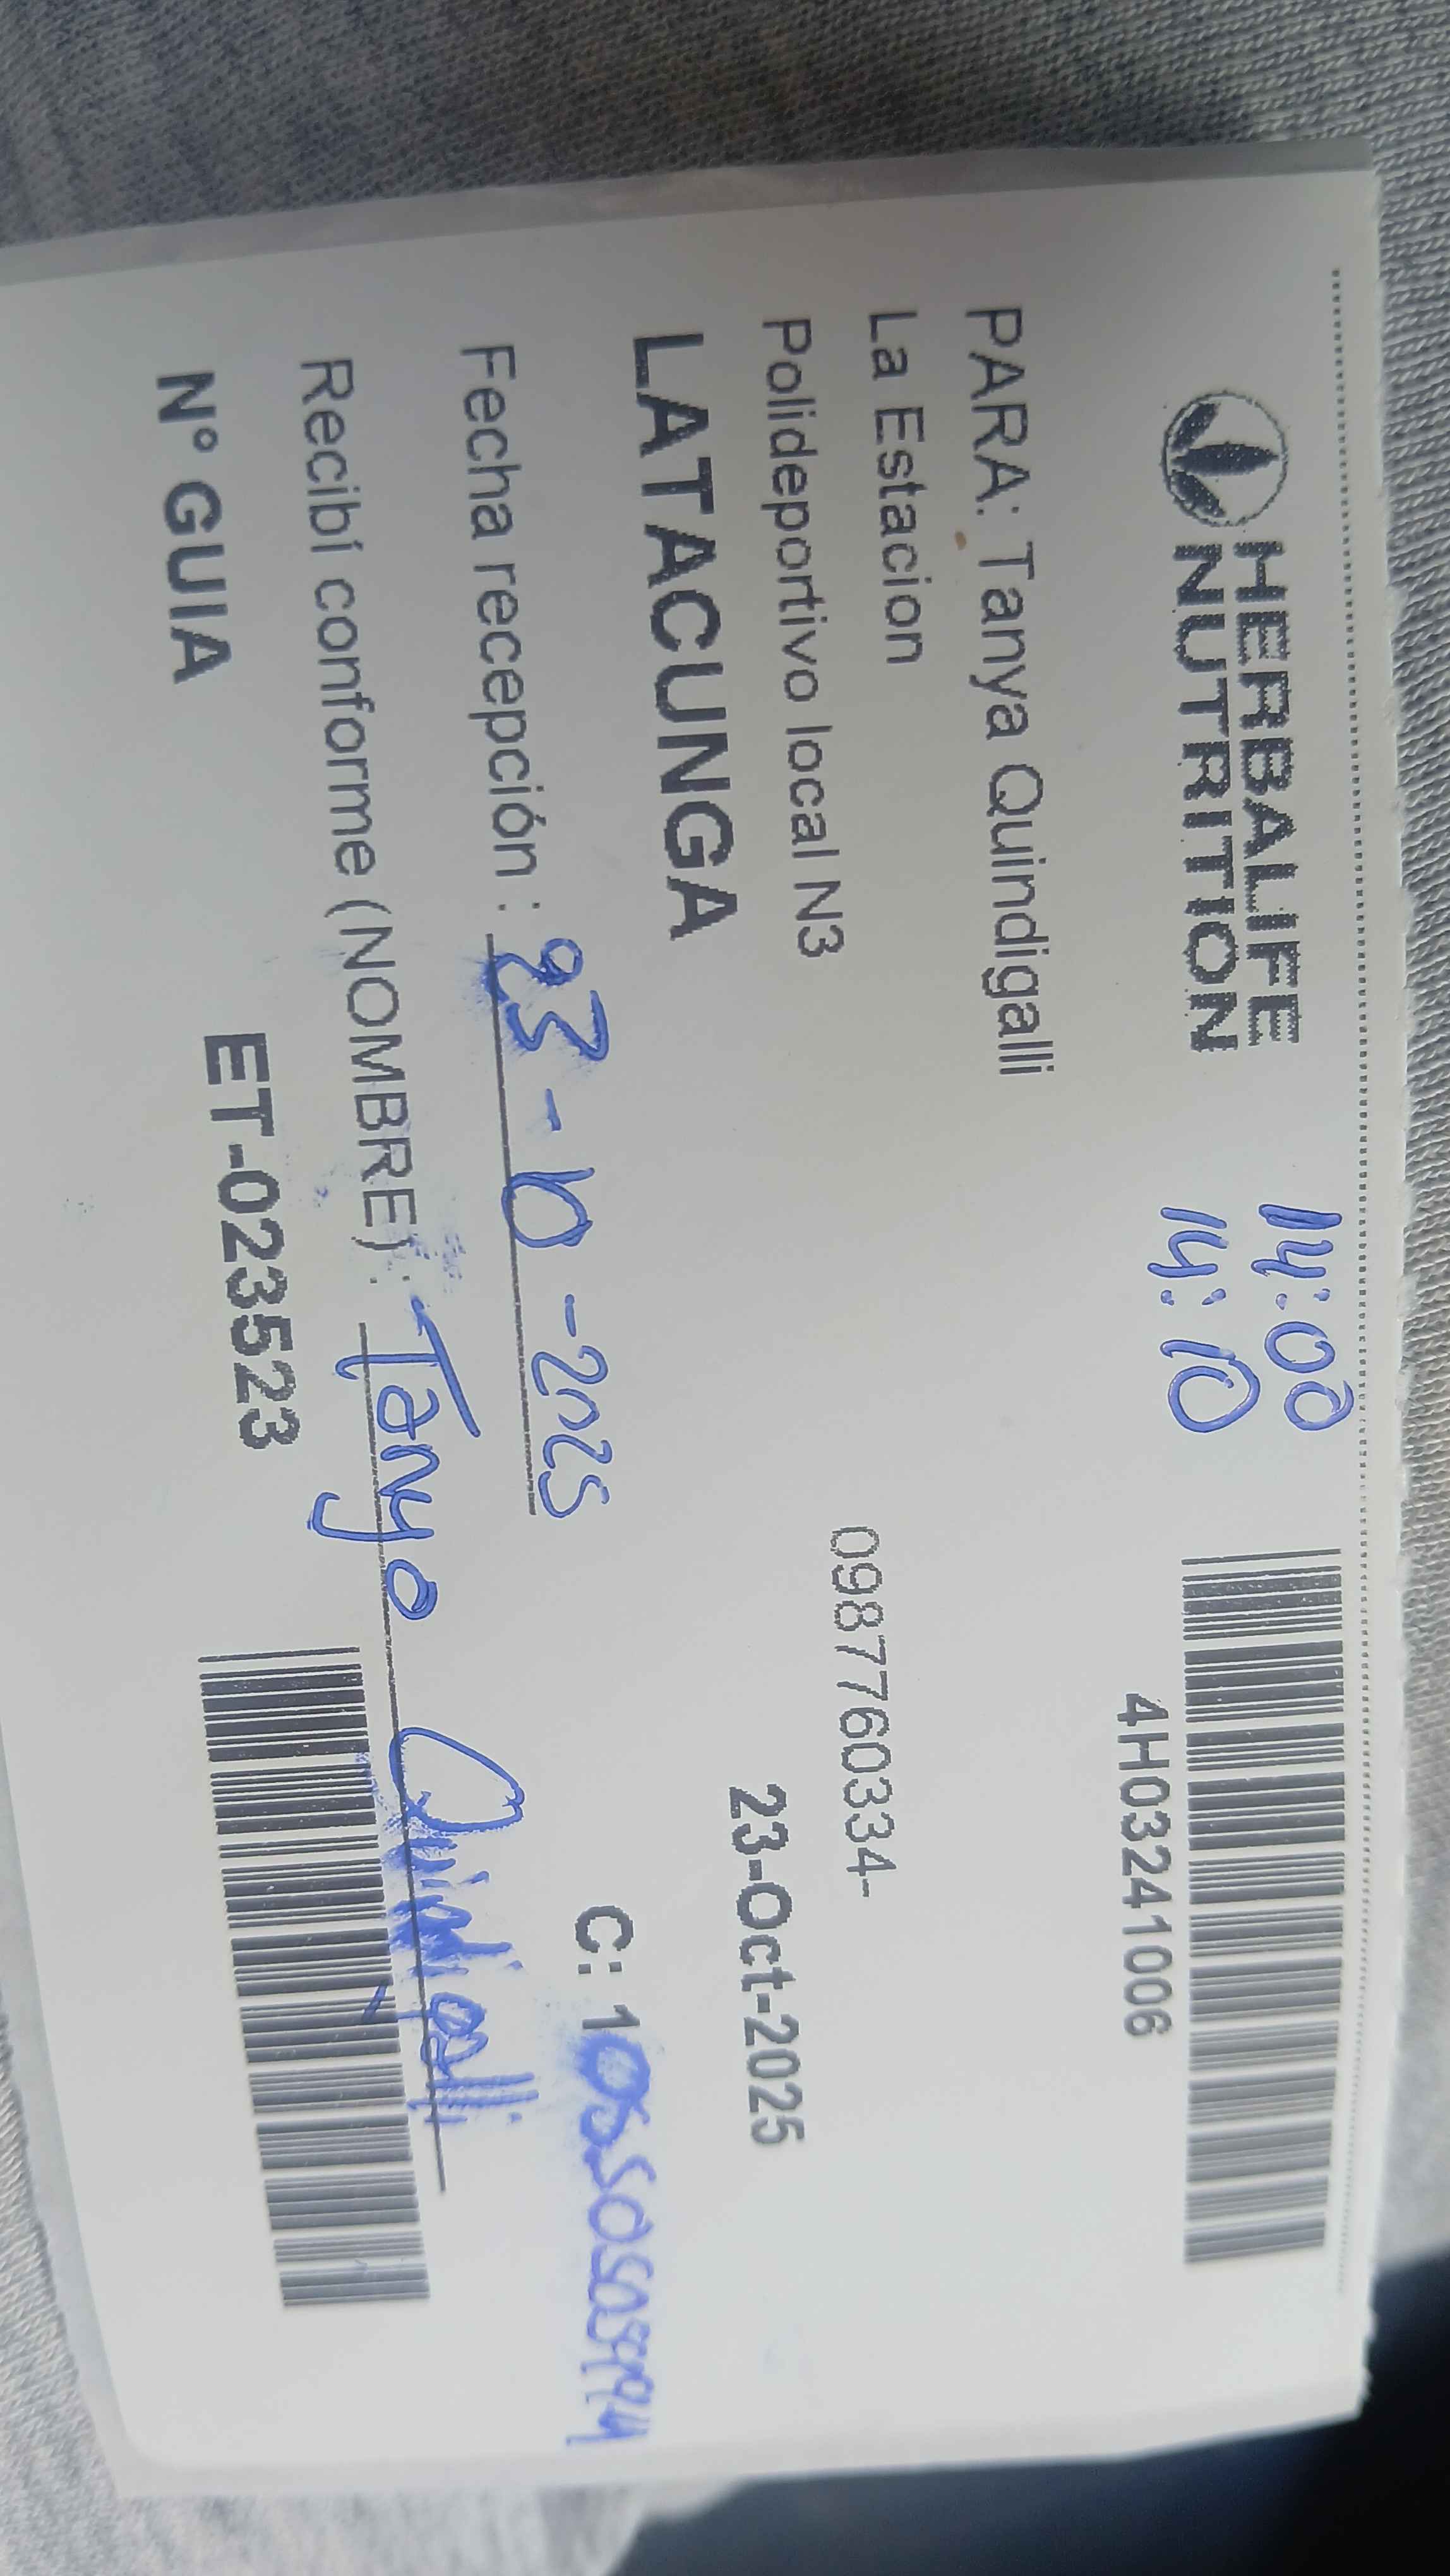 HERBALIFE
NUTRITION
14:00
14:10
4H03241006
PARA: Tanya Quindigalli
La Estacion
Polideportivo local N3
0987760334-
LATACUNGA
23-Oct-2025
Fecha recepción : 23-10-2025
C: 1
Recibí conforme (NOMBRE): Tanya Quindigalli
N° GUIA ET-023523